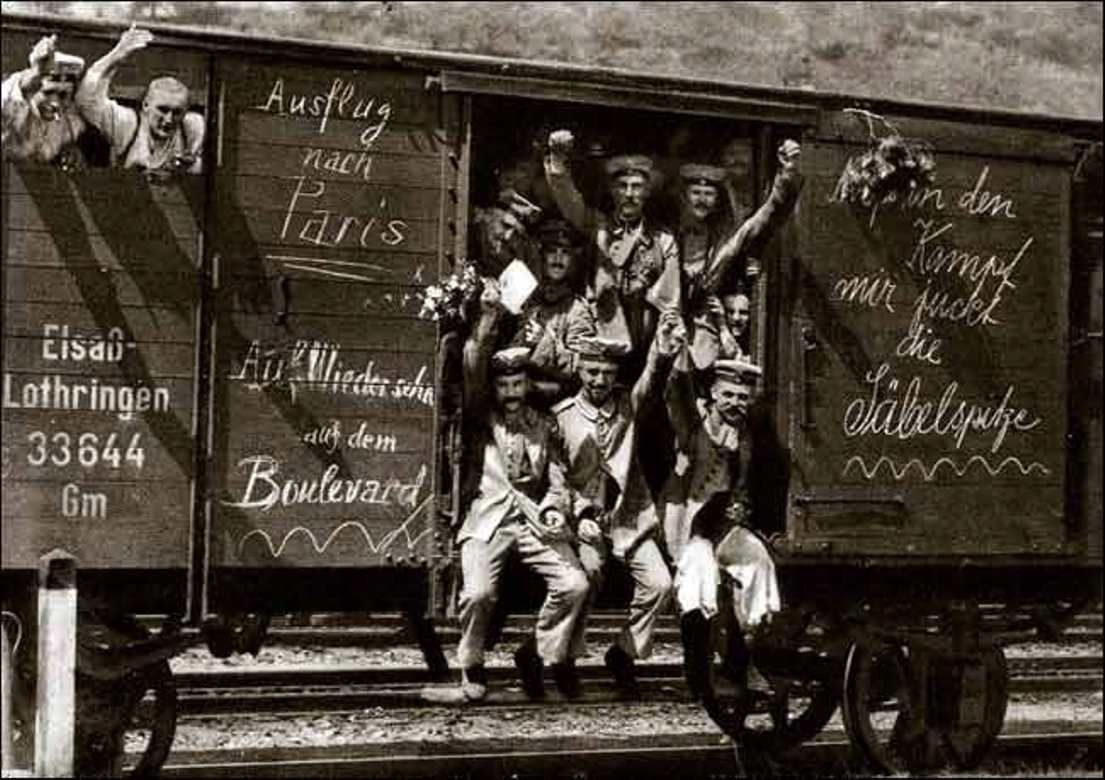 Ausflug
nach
Paris
Elsaß-
Lothringen
33644
Gm
Auf Wiedersehn
auf dem
Boulevard
in den
Kampf
mir juckt
die
Säbelspitze